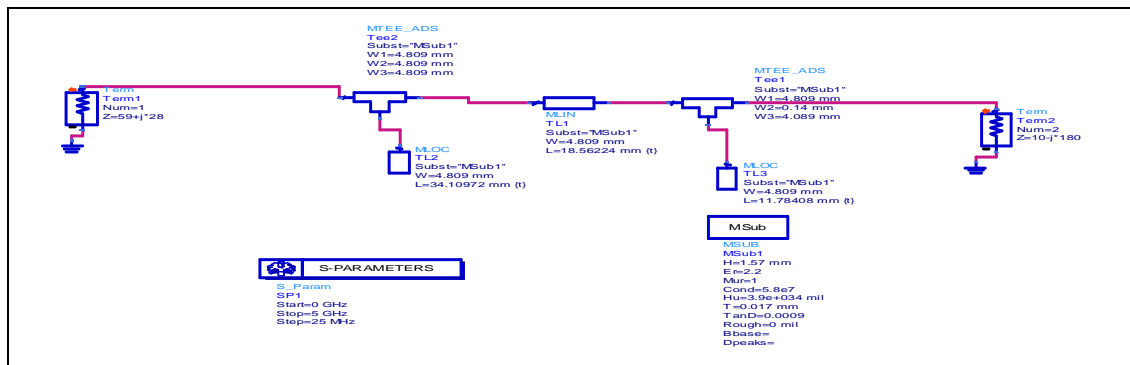 MTEE_ADS
Tee2
Subst="MSub1"
W1=4.809 mm
W2=4.809 mm
W3=4.809 mm
Term
Term1
Num=1
Z=59+j*28
MLOC
TL2
Subst="MSub1"
W=4.809 mm
L=34.10972 mm {t}
MLIN
TL1
Subst="MSub1"
W=4.809 mm
L=18.56224 mm {t}
MTEE_ADS
Tee1
Subst="MSub1"
W1=4.809 mm
W2=0.14 mm
W3=4.089 mm
Term
Term2
Num=2
Z=10-j*180
MLOC
TL3
Subst="MSub1"
W=4.809 mm
L=11.78408 mm {t}
S-PARAMETERS
S_Param
SP1
Start=0 GHz
Stop=5 GHz
Step=25 MHz
MSub
MSUB
MSub1
H=1.57 mm
Er=2.2
Mur=1
Cond=5.8e7
Hu=3.9e+034 mil
T=0.017 mm
TanD=0.0009
Rough=0 mil
Bbase=
Dpeaks=